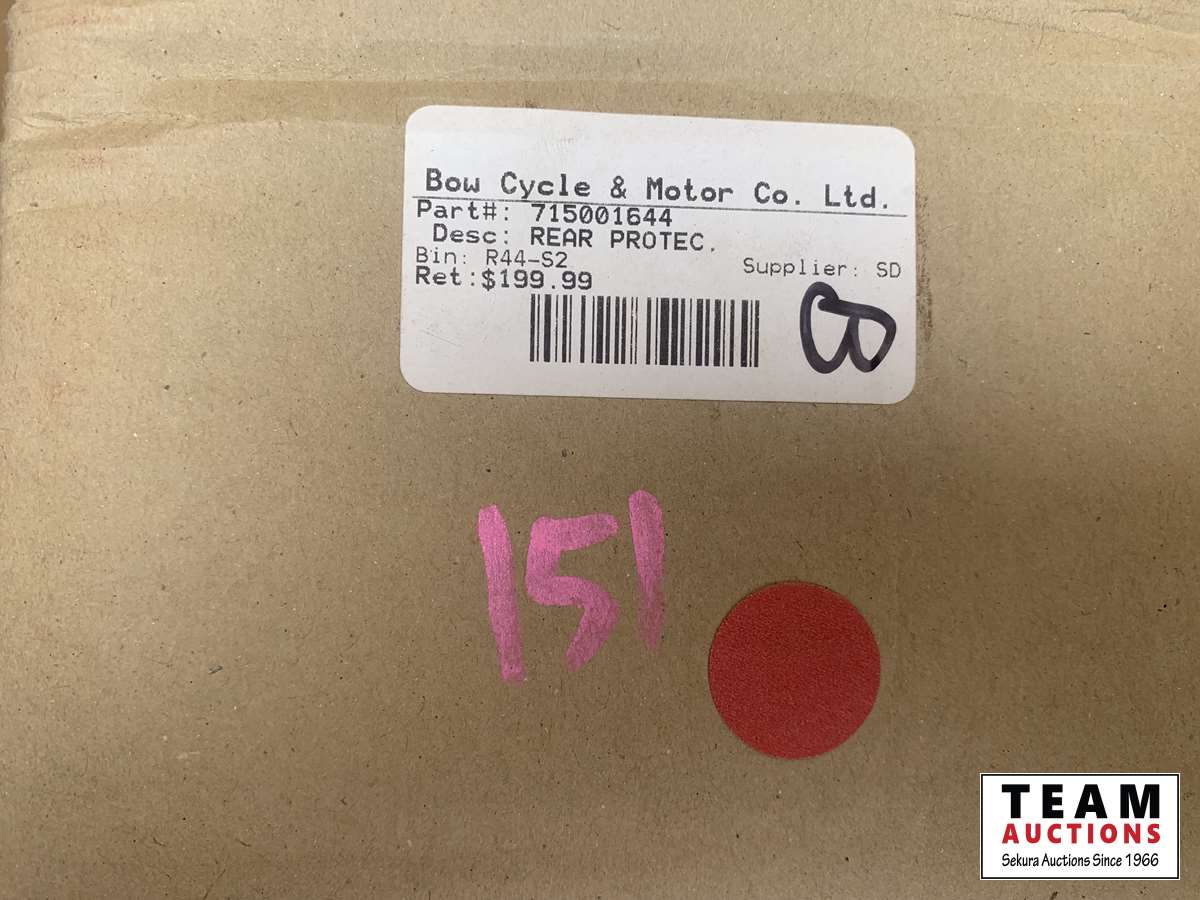 Bow Cycle & Motor Co. Ltd.
Part#: 715001644
Desc: REAR PROTEC.
Bin: R44-S2 Supplier: SD
Ret:$199.99
B
151
TEAM
AUCTIONS
Sekura Auctions Since 1966